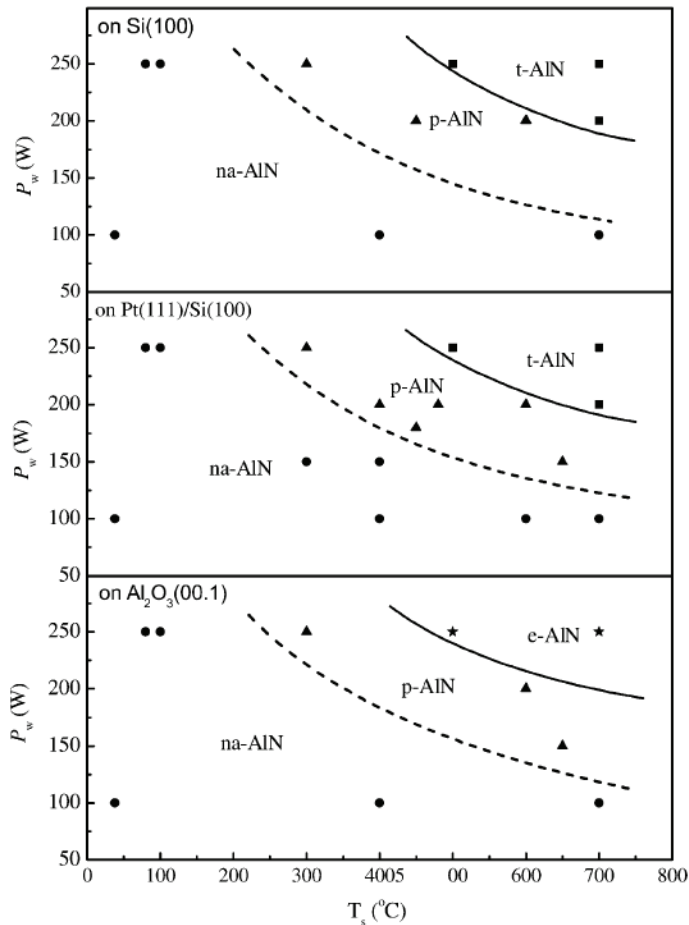 on Si(100)
250
t-AlN
200
p-AlN
P_w (W)
150
na-AlN
100
50
on Pt(111)/Si(100)
250
t-AlN
p-AlN
200
P_w (W)
150
na-AlN
100
50
on Al₂O₃(00.1)
250
e-AlN
200
p-AlN
P_w (W)
150
na-AlN
100
50
0 100 200 300 4005 00 600 700 800
T_s (°C)